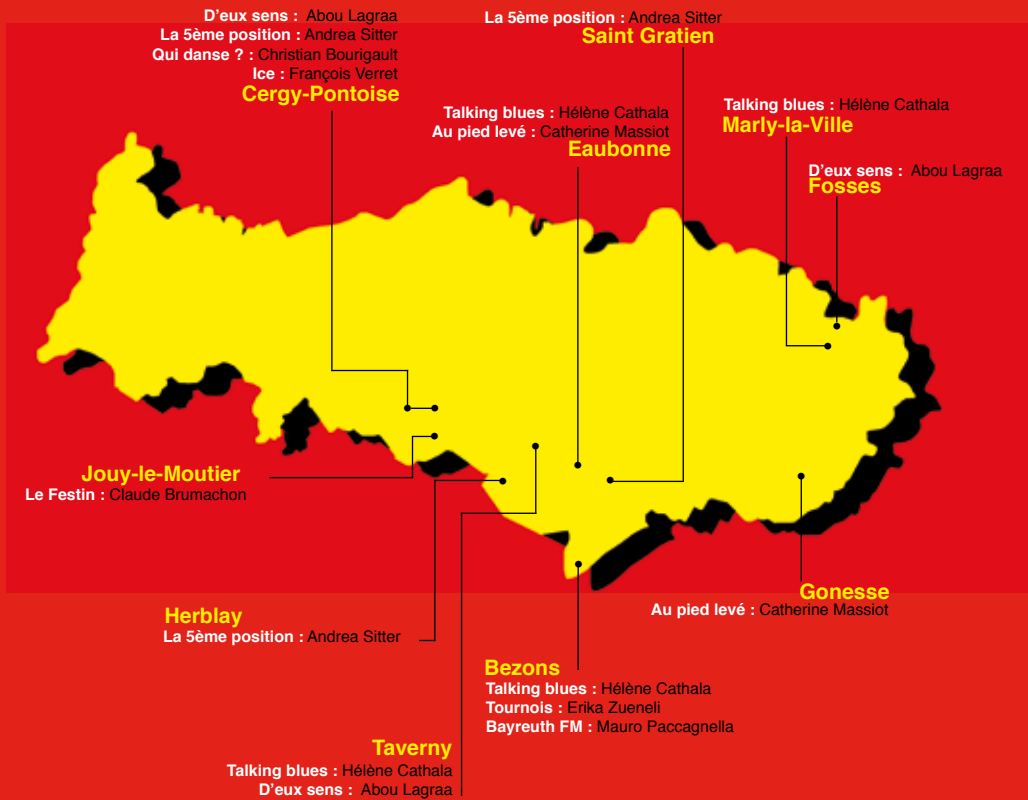 D'eux sens : Abou Lagraa
La 5ème position : Andrea Sitter
Qui danse ? : Christian Bourigault
Ice : François Verret
Cergy-Pontoise
La 5ème position : Andrea Sitter
Saint Gratien
Talking blues : Hélène Cathala
Au pied levé : Catherine Massiot
Eaubonne
Talking blues : Hélène Cathala
Marly-la-Ville
D'eux sens : Abou Lagraa
Fosses
Jouy-le-Moutier
Le Festin : Claude Brumachon
Gonesse
Au pied levé : Catherine Massiot
Herblay
La 5ème position : Andrea Sitter
Bezons
Talking blues : Hélène Cathala
Tournois : Erika Zueneli
Bayreuth FM : Mauro Paccagnella
Taverny
Talking blues : Hélène Cathala
D'eux sens : Abou Lagraa